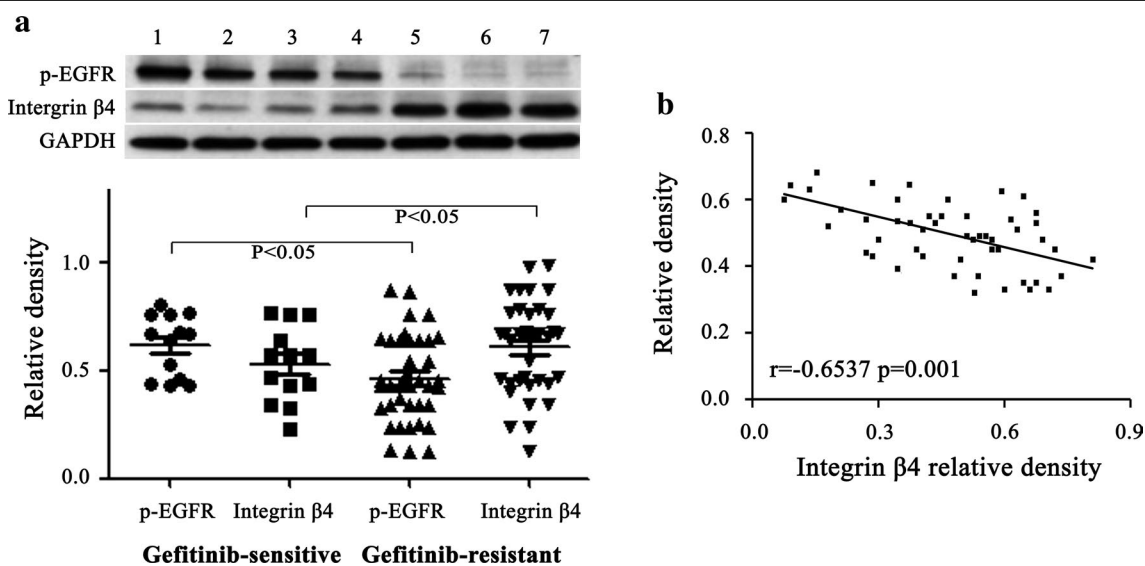 a
1 2 3 4 5 6 7
p-EGFR
Intergrin β4
GAPDH
P<0.05
P<0.05
Relative density
1.0
0.5
0.0
p-EGFR Integrin β4 p-EGFR Integrin β4
Gefitinib-sensitive Gefitinib-resistant
b
Relative density
0.8
0.6
0.4
0.2
0.0
r=-0.6537 p=0.001
0.0 0.3 0.6 0.9
Integrin β4 relative density